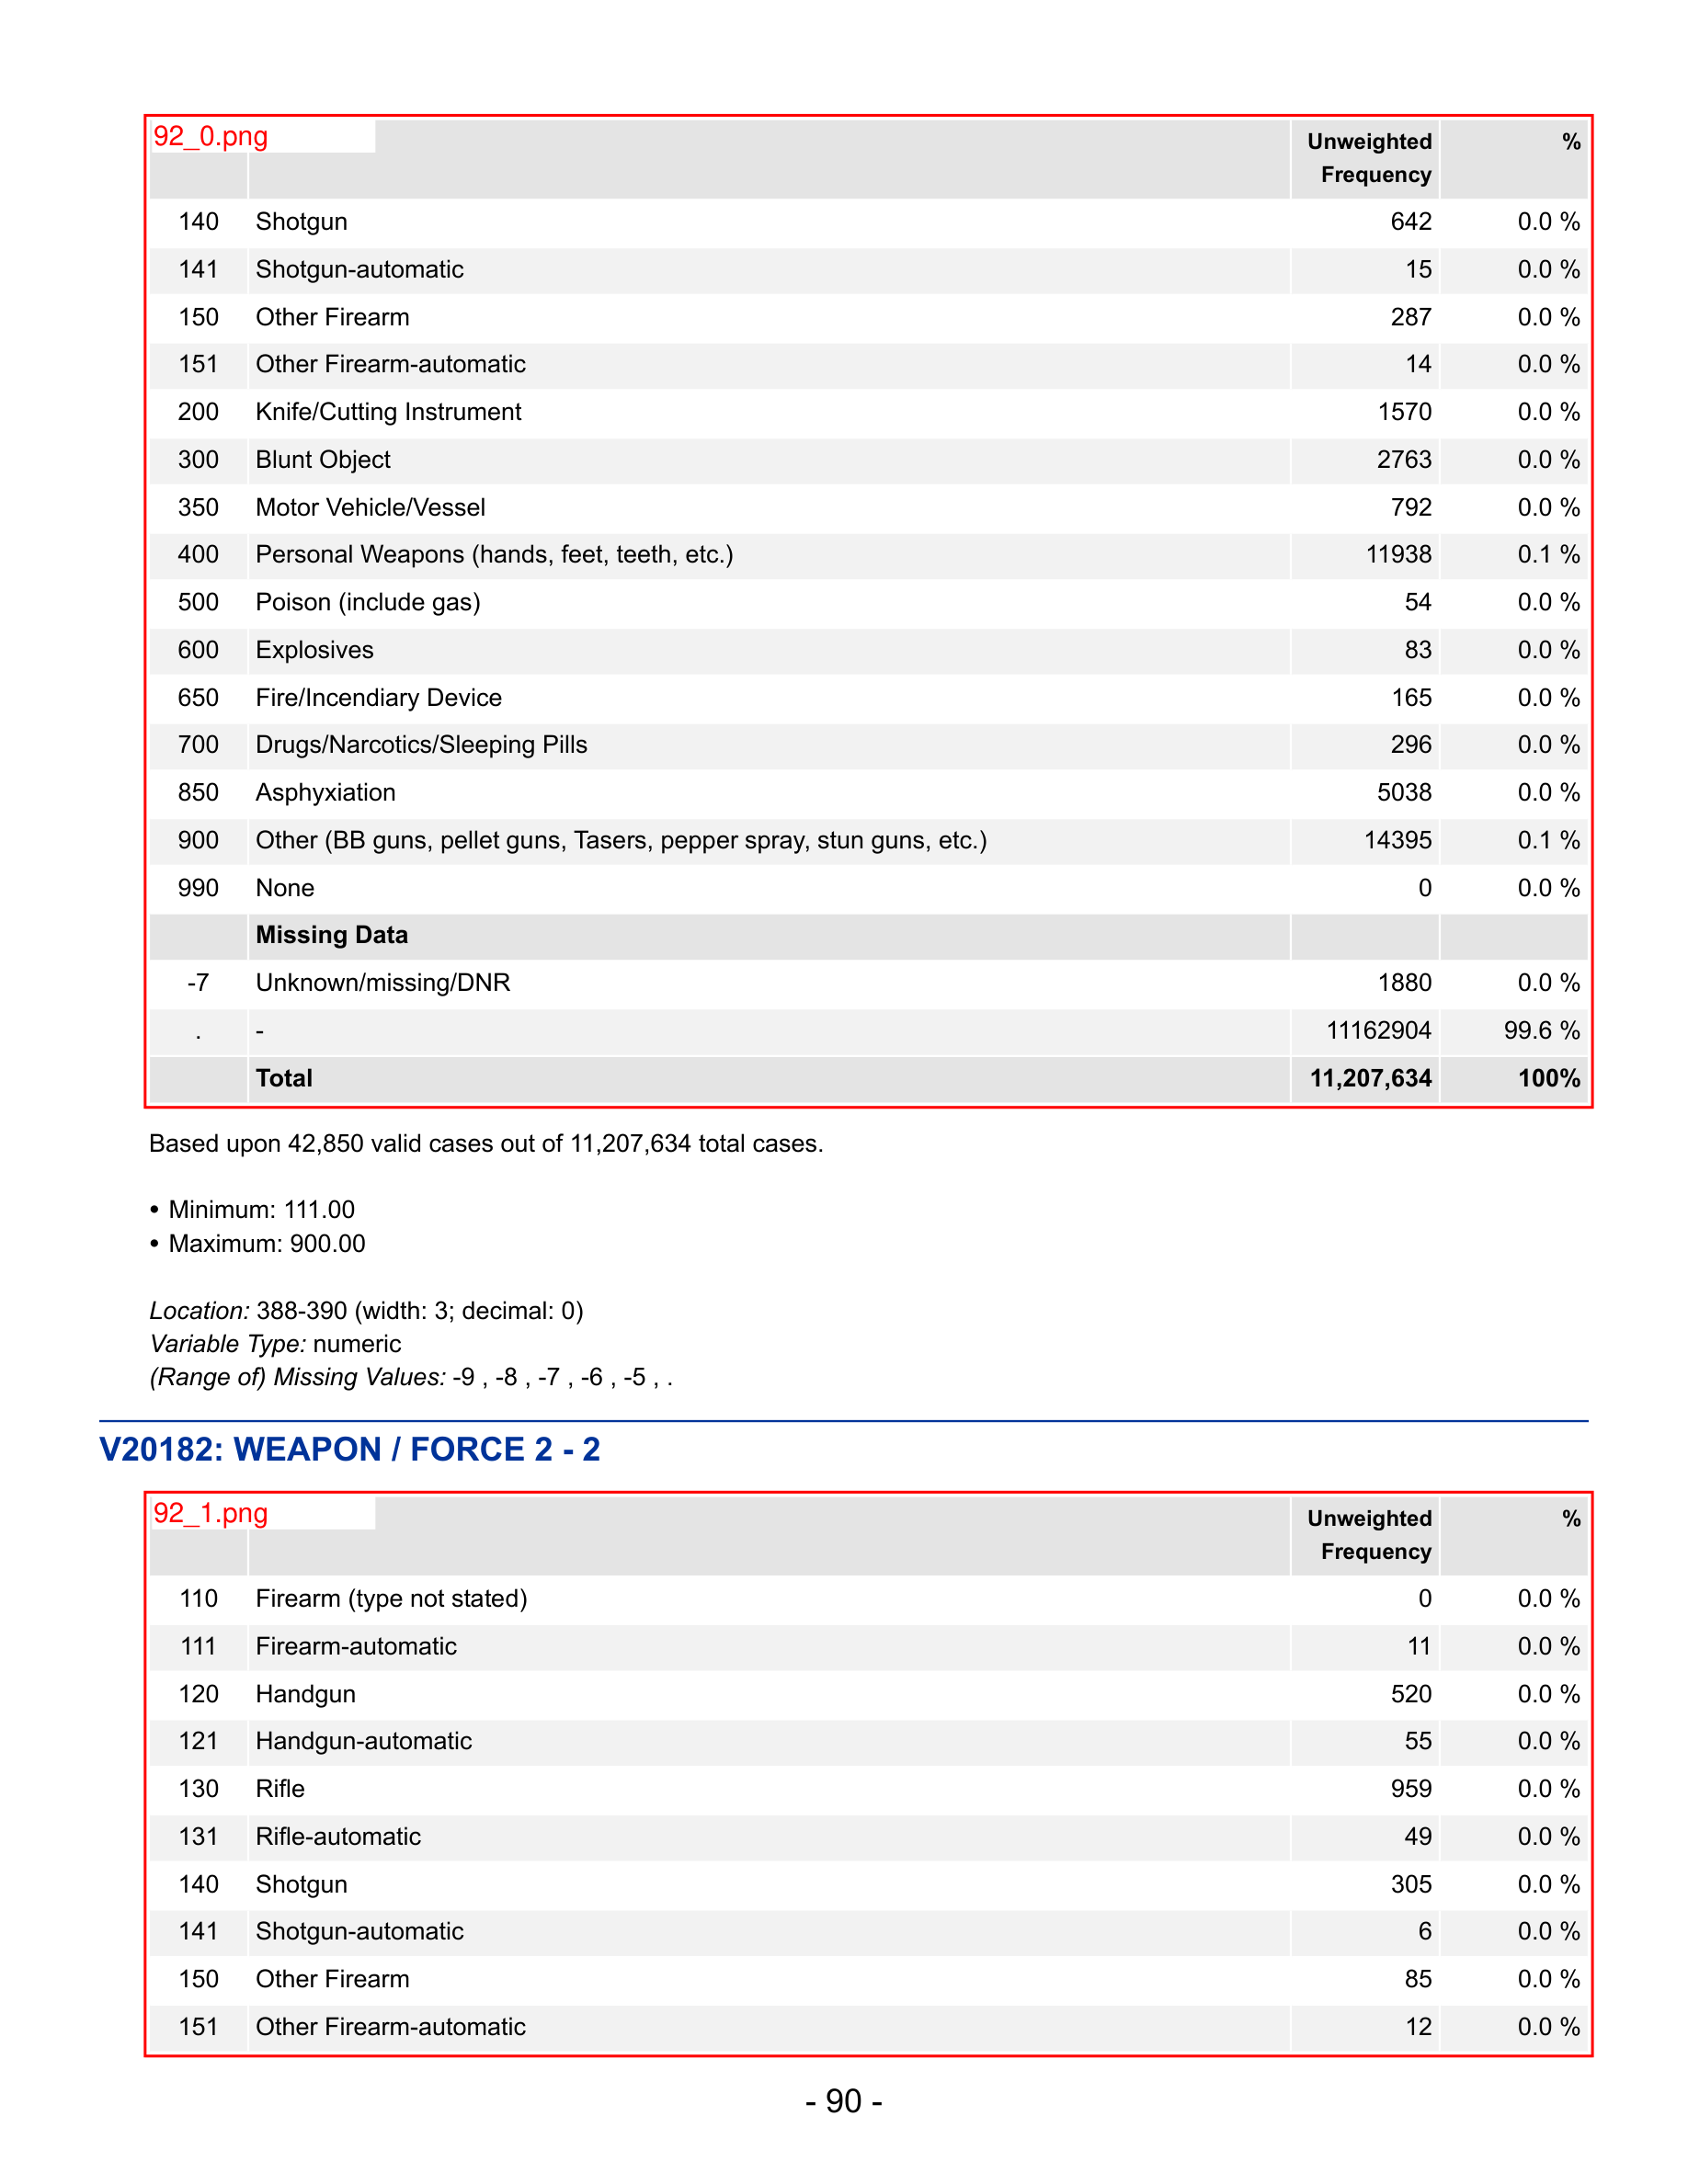 92_0.png
Unweighted Frequency %
140 Shotgun 642 0.0 %
141 Shotgun-automatic 15 0.0 %
150 Other Firearm 287 0.0 %
151 Other Firearm-automatic 14 0.0 %
200 Knife/Cutting Instrument 1570 0.0 %
300 Blunt Object 2763 0.0 %
350 Motor Vehicle/Vessel 792 0.0 %
400 Personal Weapons (hands, feet, teeth, etc.) 11938 0.1 %
500 Poison (include gas) 54 0.0 %
600 Explosives 83 0.0 %
650 Fire/Incendiary Device 165 0.0 %
700 Drugs/Narcotics/Sleeping Pills 296 0.0 %
850 Asphyxiation 5038 0.0 %
900 Other (BB guns, pellet guns, Tasers, pepper spray, stun guns, etc.) 14395 0.1 %
990 None 0 0.0 %
Missing Data
-7 Unknown/missing/DNR 1880 0.0 %
. - 11162904 99.6 %
Total 11,207,634 100%
Based upon 42,850 valid cases out of 11,207,634 total cases.
• Minimum: 111.00
• Maximum: 900.00
Location: 388-390 (width: 3; decimal: 0)
Variable Type: numeric
(Range of) Missing Values: -9 , -8 , -7 , -6 , -5 , .
V20182: WEAPON / FORCE 2 - 2
92_1.png
Unweighted Frequency %
110 Firearm (type not stated) 0 0.0 %
111 Firearm-automatic 11 0.0 %
120 Handgun 520 0.0 %
121 Handgun-automatic 55 0.0 %
130 Rifle 959 0.0 %
131 Rifle-automatic 49 0.0 %
140 Shotgun 305 0.0 %
141 Shotgun-automatic 6 0.0 %
150 Other Firearm 85 0.0 %
151 Other Firearm-automatic 12 0.0 %
- 90 -